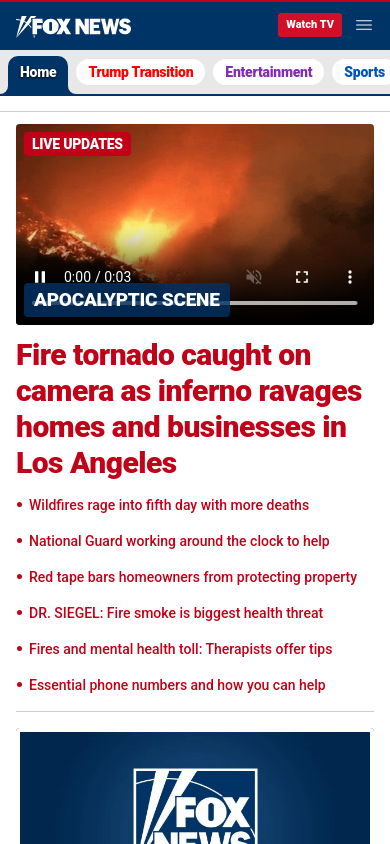 FOX NEWS
Watch TV
Home
Trump Transition
Entertainment
Sports
LIVE UPDATES
0:00 / 0:03
APOCALYPTIC SCENE
Fire tornado caught on
camera as inferno ravages
homes and businesses in
Los Angeles
• Wildfires rage into fifth day with more deaths
• National Guard working around the clock to help
• Red tape bars homeowners from protecting property
• DR. SIEGEL: Fire smoke is biggest health threat
• Fires and mental health toll: Therapists offer tips
• Essential phone numbers and how you can help
FOX
NEWS